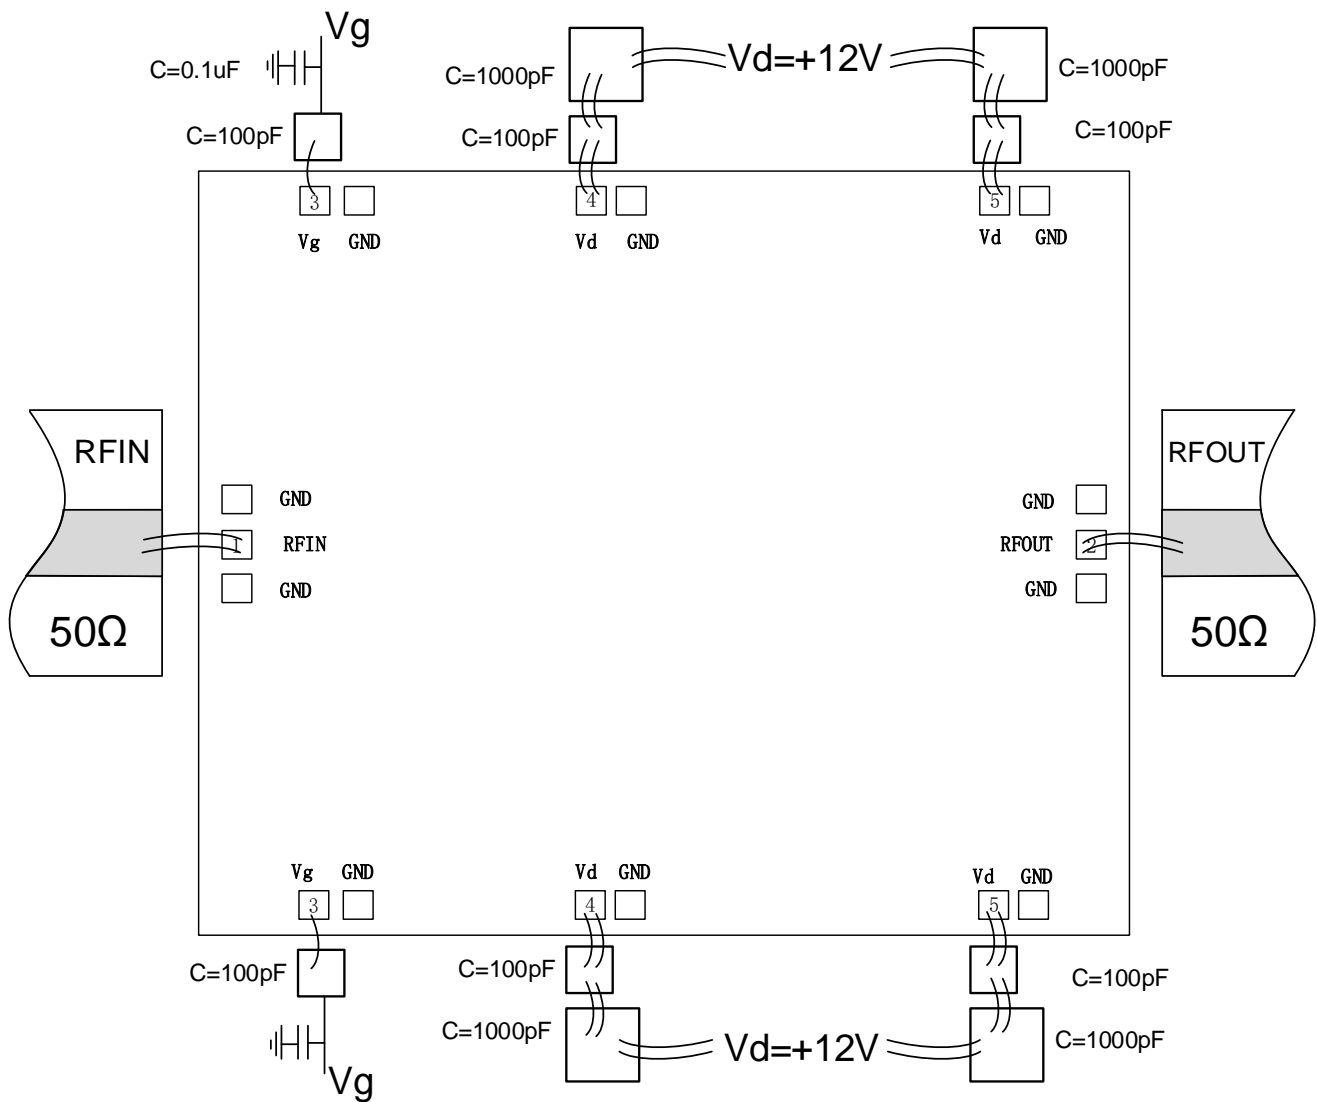 Vg
C=0.1uF
C=1000pF
Vd=+12V
C=1000pF
C=100pF
C=100pF
C=100pF
3
4
5
Vg GND
Vd GND
Vd GND
RFIN
RFOUT
GND
GND
1 RFIN
RFOUT 2
GND
GND
50Ω
50Ω
Vg GND
Vd GND
Vd GND
3
4
5
C=100pF
C=100pF
C=100pF
C=1000pF
Vd=+12V
C=1000pF
Vg